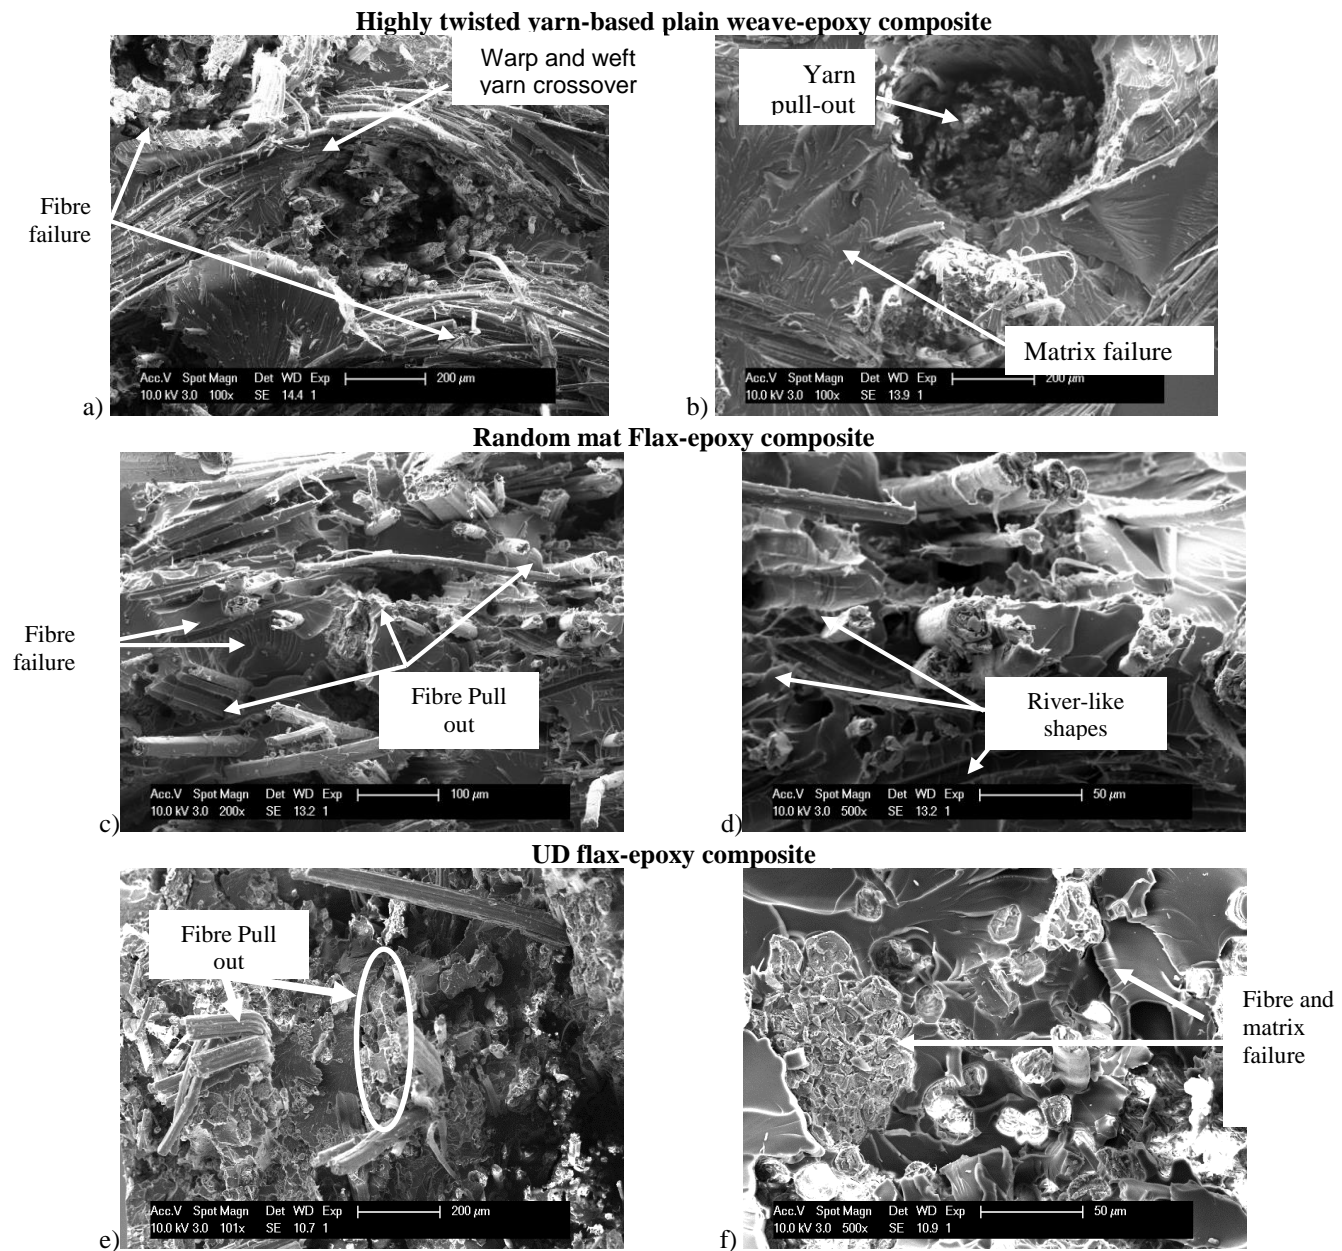 Highly twisted yarn-based plain weave-epoxy composite
Warp and weft
yarn crossover
Fibre
failure
Acc.V Spot Magn Det WD Exp 200 µm
10.0 kV 3.0 100x SE 14.4 1
a)
Yarn
pull-out
Matrix failure
Acc.V Spot Magn Det WD Exp 200 µm
10.0 kV 3.0 100x SE 13.9 1
b)
Random mat Flax-epoxy composite
Fibre
failure
Fibre Pull
out
Acc.V Spot Magn Det WD Exp 100 µm
10.0 kV 3.0 200x SE 13.2 1
c)
River-like
shapes
Acc.V Spot Magn Det WD Exp 50 µm
10.0 kV 3.0 500x SE 13.2 1
d)
UD flax-epoxy composite
Fibre Pull
out
Acc.V Spot Magn Det WD Exp 200 µm
10.0 kV 3.0 101x SE 10.7 1
e)
Fibre and
matrix
failure
Acc.V Spot Magn Det WD Exp 50 µm
10.0 kV 3.0 500x SE 10.9 1
f)